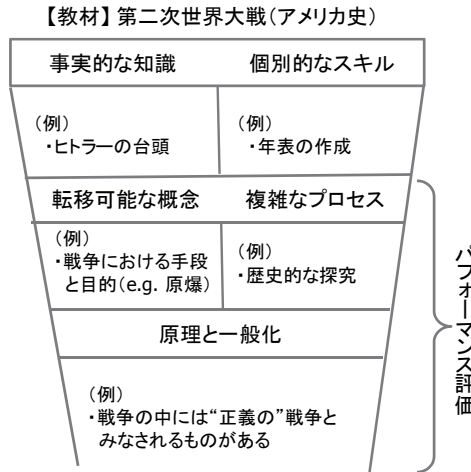 【教材】 第二次世界大戦(アメリカ史)
事実的な知識 個別的なスキル
(例)
・ヒトラーの台頭
(例)
・年表の作成
転移可能な概念 複雑なプロセス
(例)
・戦争における手段
と目的(e.g. 原爆)
(例)
・歴史的な探究
原理と一般化
(例)
・戦争の中には“正義の”戦争と
みなされるものがある
パフォーマンス評価